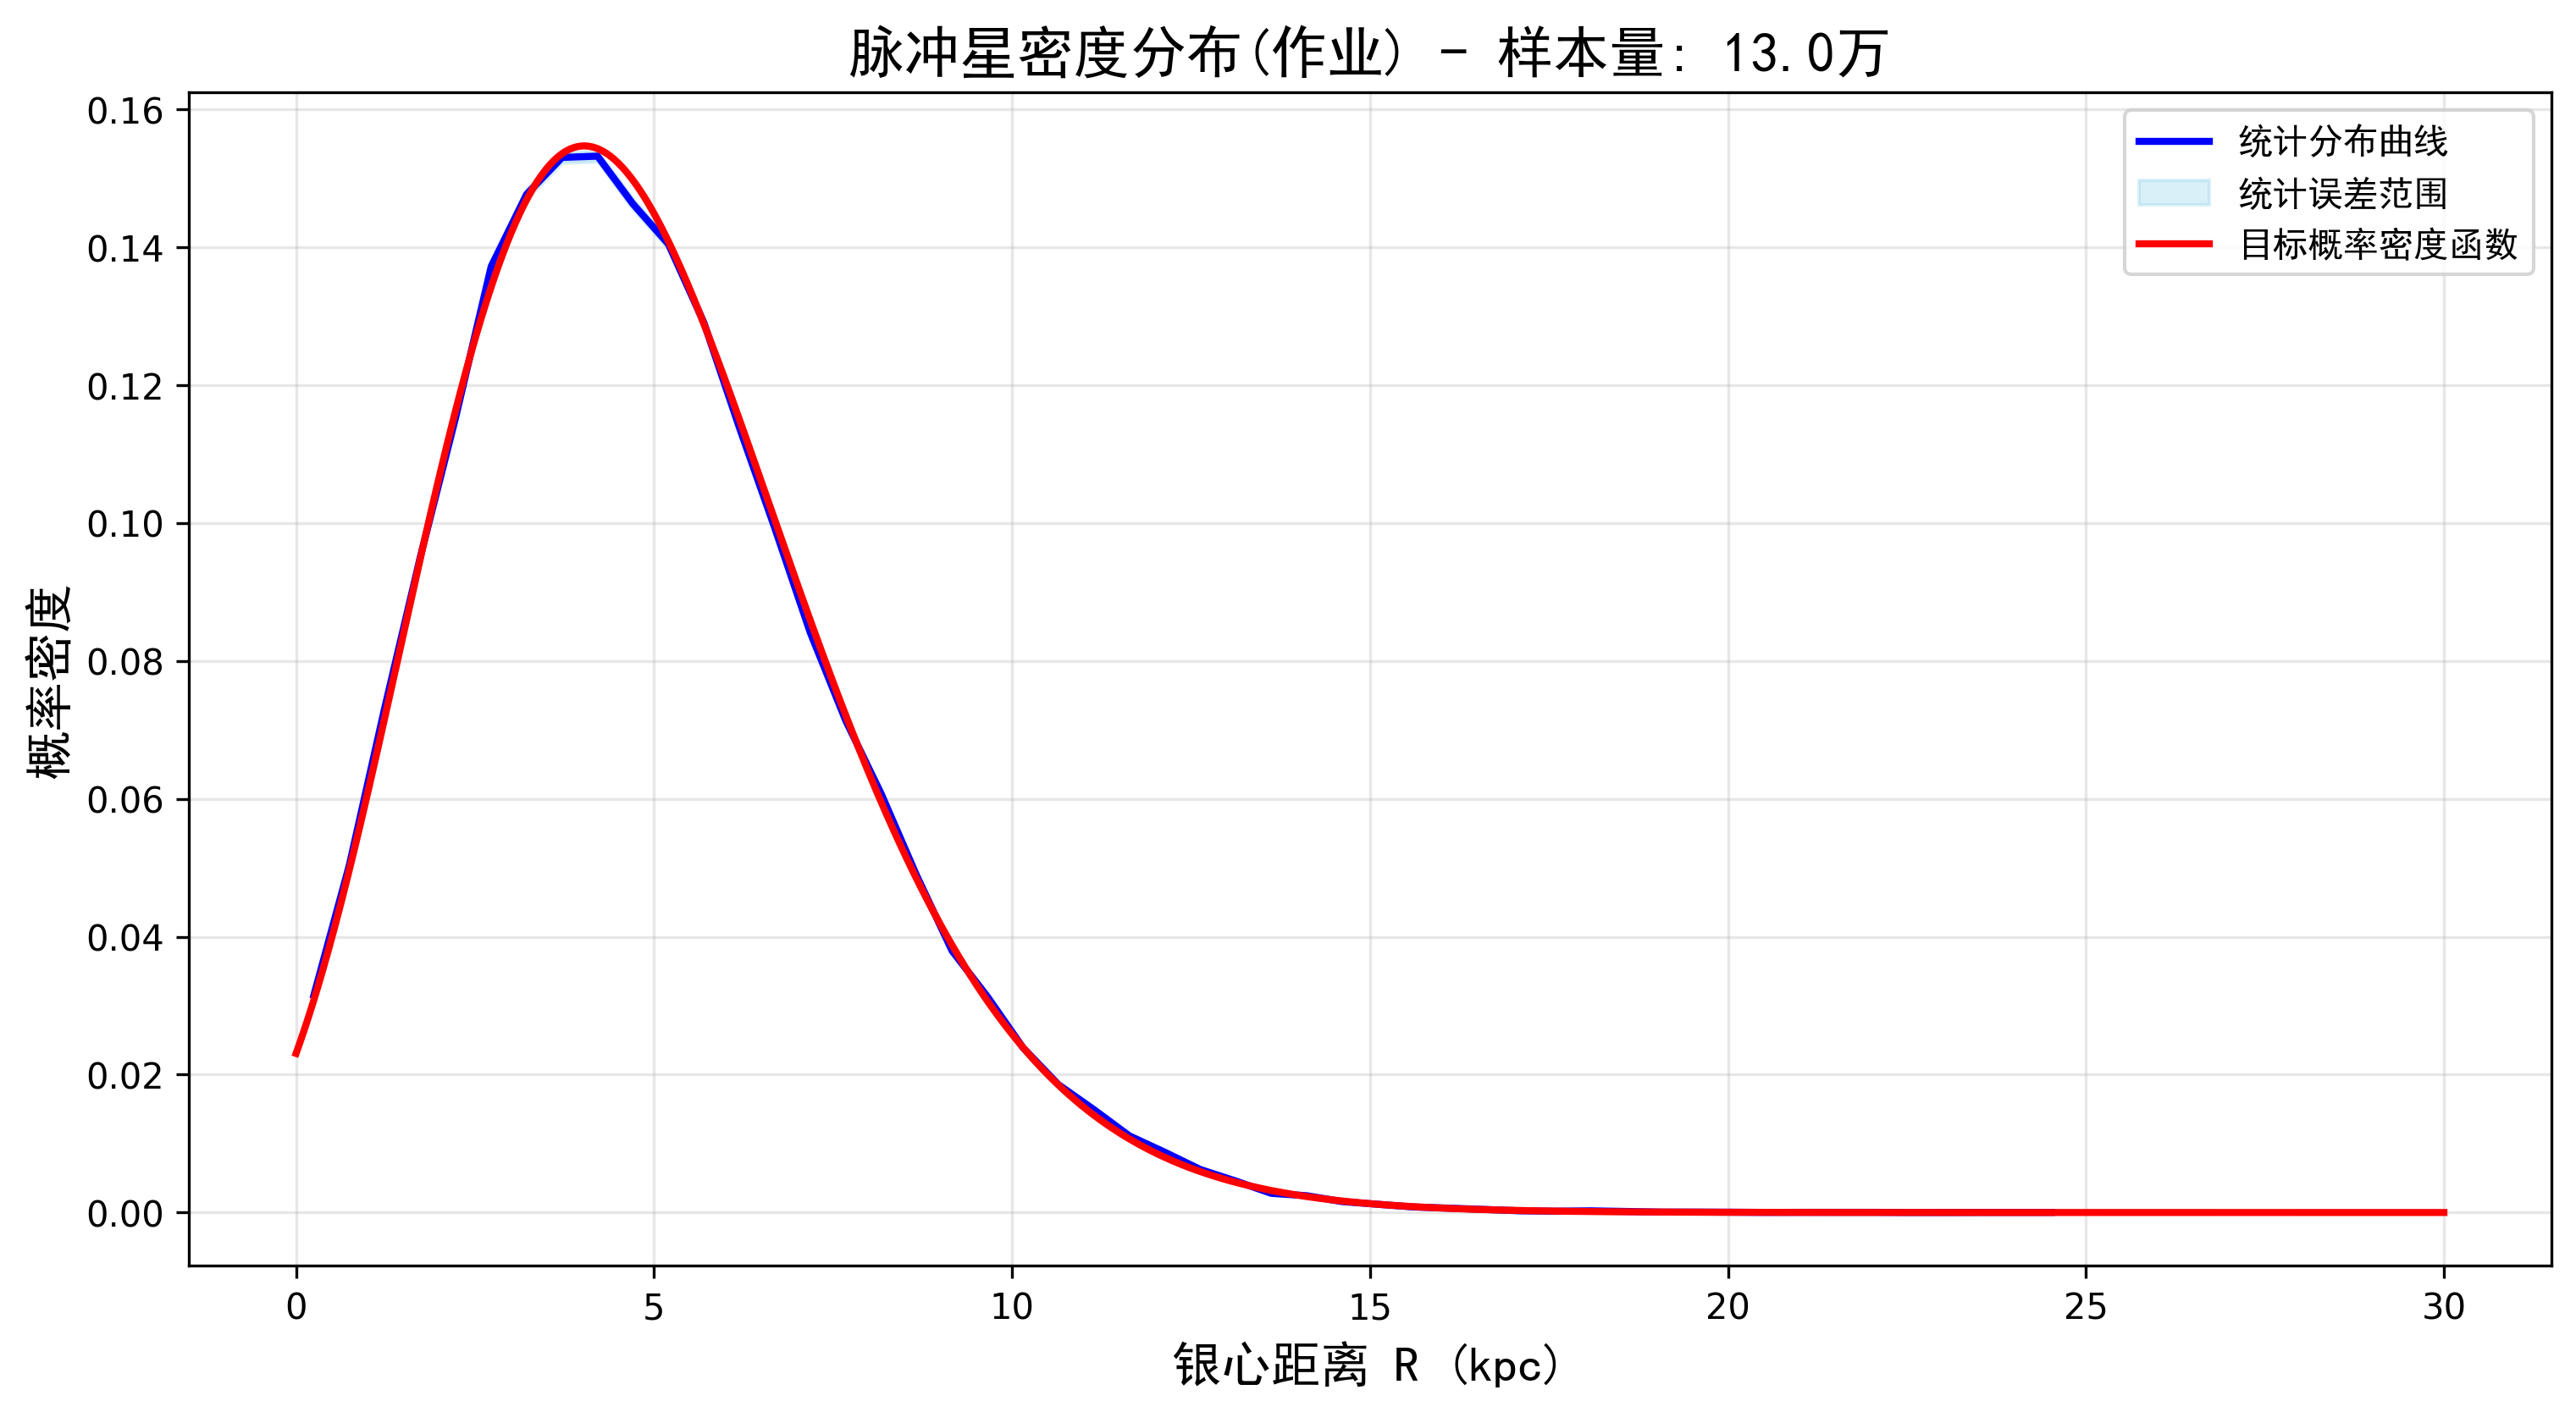 脉冲星密度分布(作业) - 样本量: 13.0万
统计分布曲线
统计误差范围
目标概率密度函数
概率密度
0.16
0.14
0.12
0.10
0.08
0.06
0.04
0.02
0.00
0 5 10 15 20 25 30
银心距离 R (kpc)